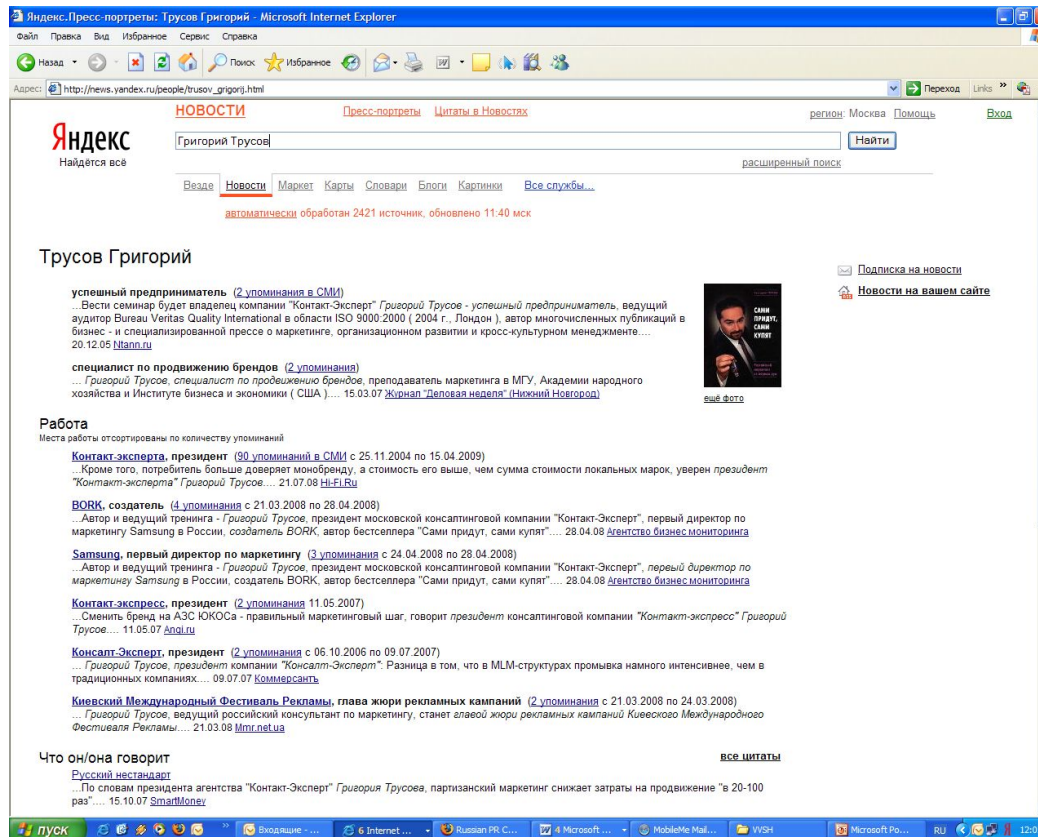 Яндекс.Пресс-портреты: Трусов Григорий - Microsoft Internet Explorer
Файл Правка Вид Избранное Сервис Справка
Назад Поиск Избранное
Адрес: http://news.yandex.ru/people/trusov_grigorij.html Переход Links »
НОВОСТИ Пресс-портреты Цитаты в Новостях регион: Москва Помощь Вход
Яндекс
Найдётся всё
Григорий Трусов Найти
расширенный поиск
Везде Новости Маркет Карты Словари Блоги Картинки Все службы...
автоматически обработан 2421 источник, обновлено 11:40 мск
Трусов Григорий
Подписка на новости
Новости на вашем сайте
успешный предприниматель (2 упоминания в СМИ)
...Вести семинар будет владелец компании "Контакт-Эксперт" Григорий Трусов - успешный предприниматель, ведущий
аудитор Bureau Veritas Quality International в области ISO 9000:2000 ( 2004 г., Лондон ), автор многочисленных публикаций в
бизнес - и специализированной прессе о маркетинге, организационном развитии и кросс-культурном менеджменте....
20.12.05 Ntann.ru
САМИ
ПРИДУТ,
САМИ
КУПЯТ
специалист по продвижению брендов (2 упоминания)
... Григорий Трусов, специалист по продвижению брендов, преподаватель маркетинга в МГУ, Академии народного
хозяйства и Институте бизнеса и экономики ( США ).... 15.03.07 Журнал "Деловая неделя" (Нижний Новгород)
ещё фото
Работа
Места работы отсортированы по количеству упоминаний
Контакт-эксперта, президент (90 упоминаний в СМИ с 25.11.2004 по 15.04.2009)
...Кроме того, потребитель больше доверяет монобренду, а стоимость его выше, чем сумма стоимости локальных марок, уверен президент
"Контакт-эксперта" Григорий Трусов.... 21.07.08 Hi-Fi.Ru
BORK, создатель (4 упоминания с 21.03.2008 по 28.04.2008)
...Автор и ведущий тренинга - Григорий Трусов, президент московской консалтинговой компании "Контакт-Эксперт", первый директор по
маркетингу Samsung в России, создатель BORK, автор бестселлера "Сами придут, сами купят".... 28.04.08 Агентство бизнес мониторинга
Samsung, первый директор по маркетингу (3 упоминания с 24.04.2008 по 28.04.2008)
...Автор и ведущий тренинга - Григорий Трусов, президент московской консалтинговой компании "Контакт-Эксперт", первый директор по
маркетингу Samsung в России, создатель BORK, автор бестселлера "Сами придут, сами купят".... 28.04.08 Агентство бизнес мониторинга
Контакт-экспресс, президент (2 упоминания 11.05.2007)
...Сменить бренд на АЗС ЮКОСа - правильный маркетинговый шаг, говорит президент консалтинговой компании "Контакт-экспресс" Григорий
Трусов.... 11.05.07 Angi.ru
Консалт-Эксперт, президент (2 упоминания с 06.10.2006 по 09.07.2007)
... Григорий Трусов, президент компании "Консалт-Эксперт": Разница в том, что в MLM-структурах промывка намного интенсивнее, чем в
традиционных компаниях.... 09.07.07 Коммерсантъ
Киевский Международный Фестиваль Рекламы, глава жюри рекламных кампаний (2 упоминания с 21.03.2008 по 24.03.2008)
... Григорий Трусов, ведущий российский консультант по маркетингу, станет главой жюри рекламных кампаний Киевского Международного
Фестиваля Рекламы.... 21.03.08 Mmr.net.ua
Что он/она говорит все цитаты
Русский нестандарт
...По словам президента агентства "Контакт-Эксперт" Григория Трусова, партизанский маркетинг снижает затраты на продвижение "в 20-100
раз".... 15.10.07 SmartMoney
пуск » Входящие - ... 6 Internet ... Russian PR C... 4 Microsoft ... MobileMe Mail... VVSH Microsoft Po... RU 12:0